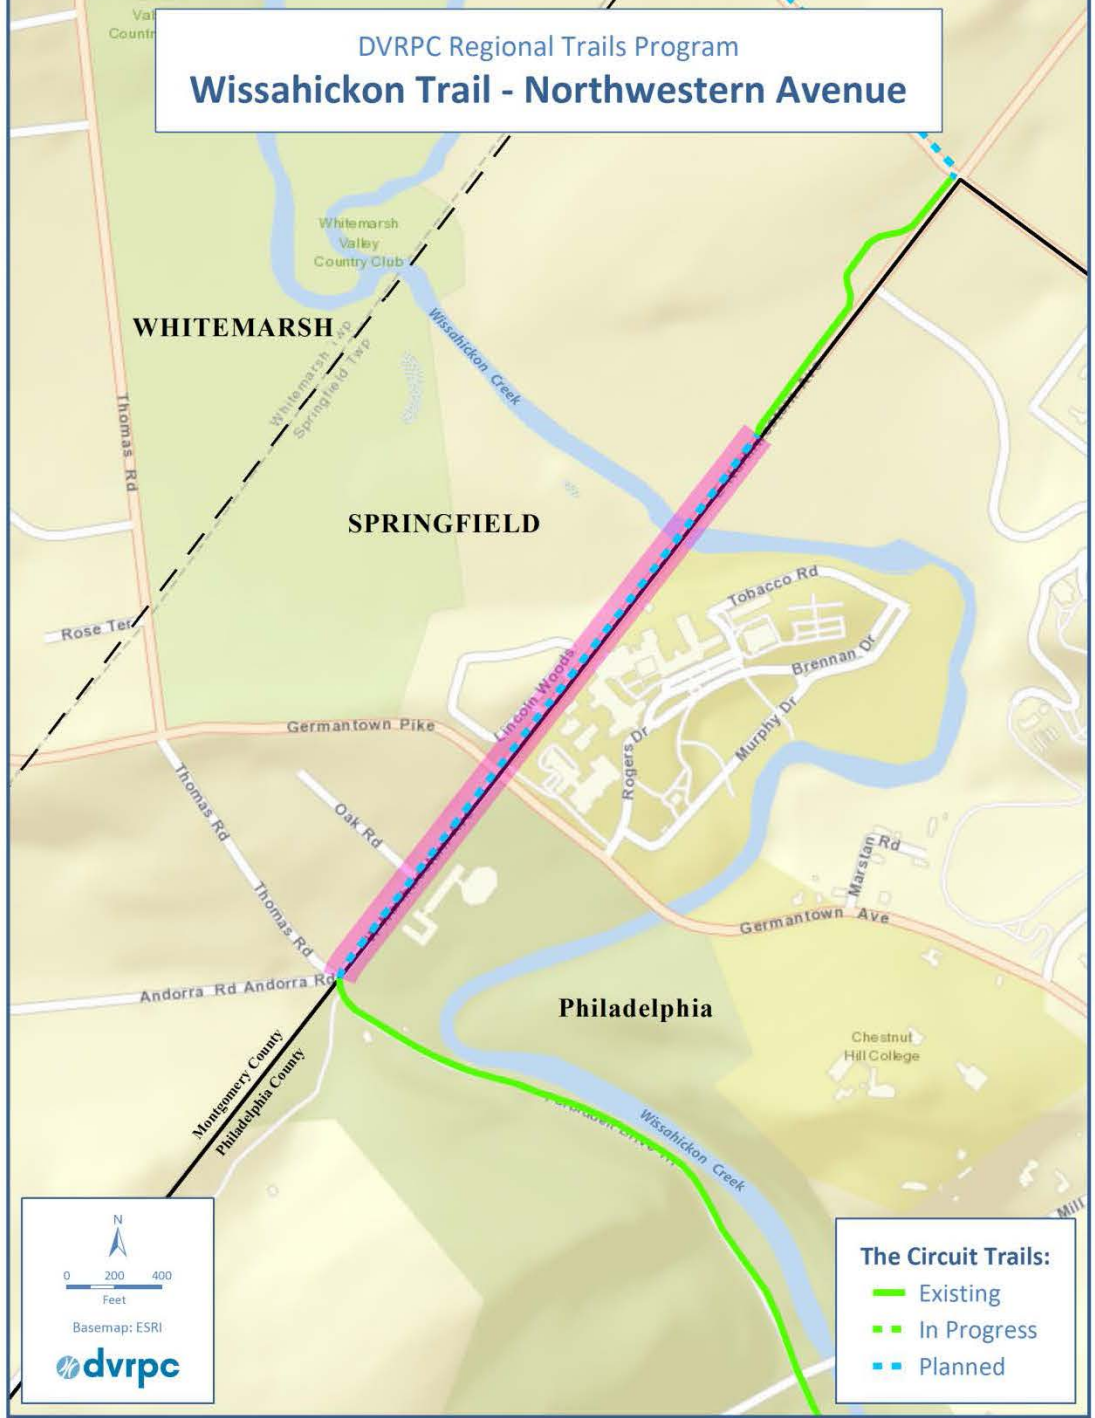 Val
Countr
DVRPC Regional Trails Program
Wissahickon Trail - Northwestern Avenue
Whitemarsh
Valley
Country Club
WHITEMARSH
Whitemarsh Twp
Springfield Twp
Wissahickon Creek
Thomas Rd
SPRINGFIELD
Tobacco Rd
Rose Ter
Brennan Dr
Lincoln Woods
Germantown Pike
Rogers Dr
Murphy Dr
Thomas Rd
Oak Rd
Marstan Rd
Thomas Rd
Germantown Ave
Andorra Rd Andorra Rd
Philadelphia
Chestnut
Hill College
Montgomery County
Philadelphia County
Wissahickon Creek
Mill
N
0 200 400
Feet
Basemap: ESRI
dvrpc
The Circuit Trails:
Existing
In Progress
Planned